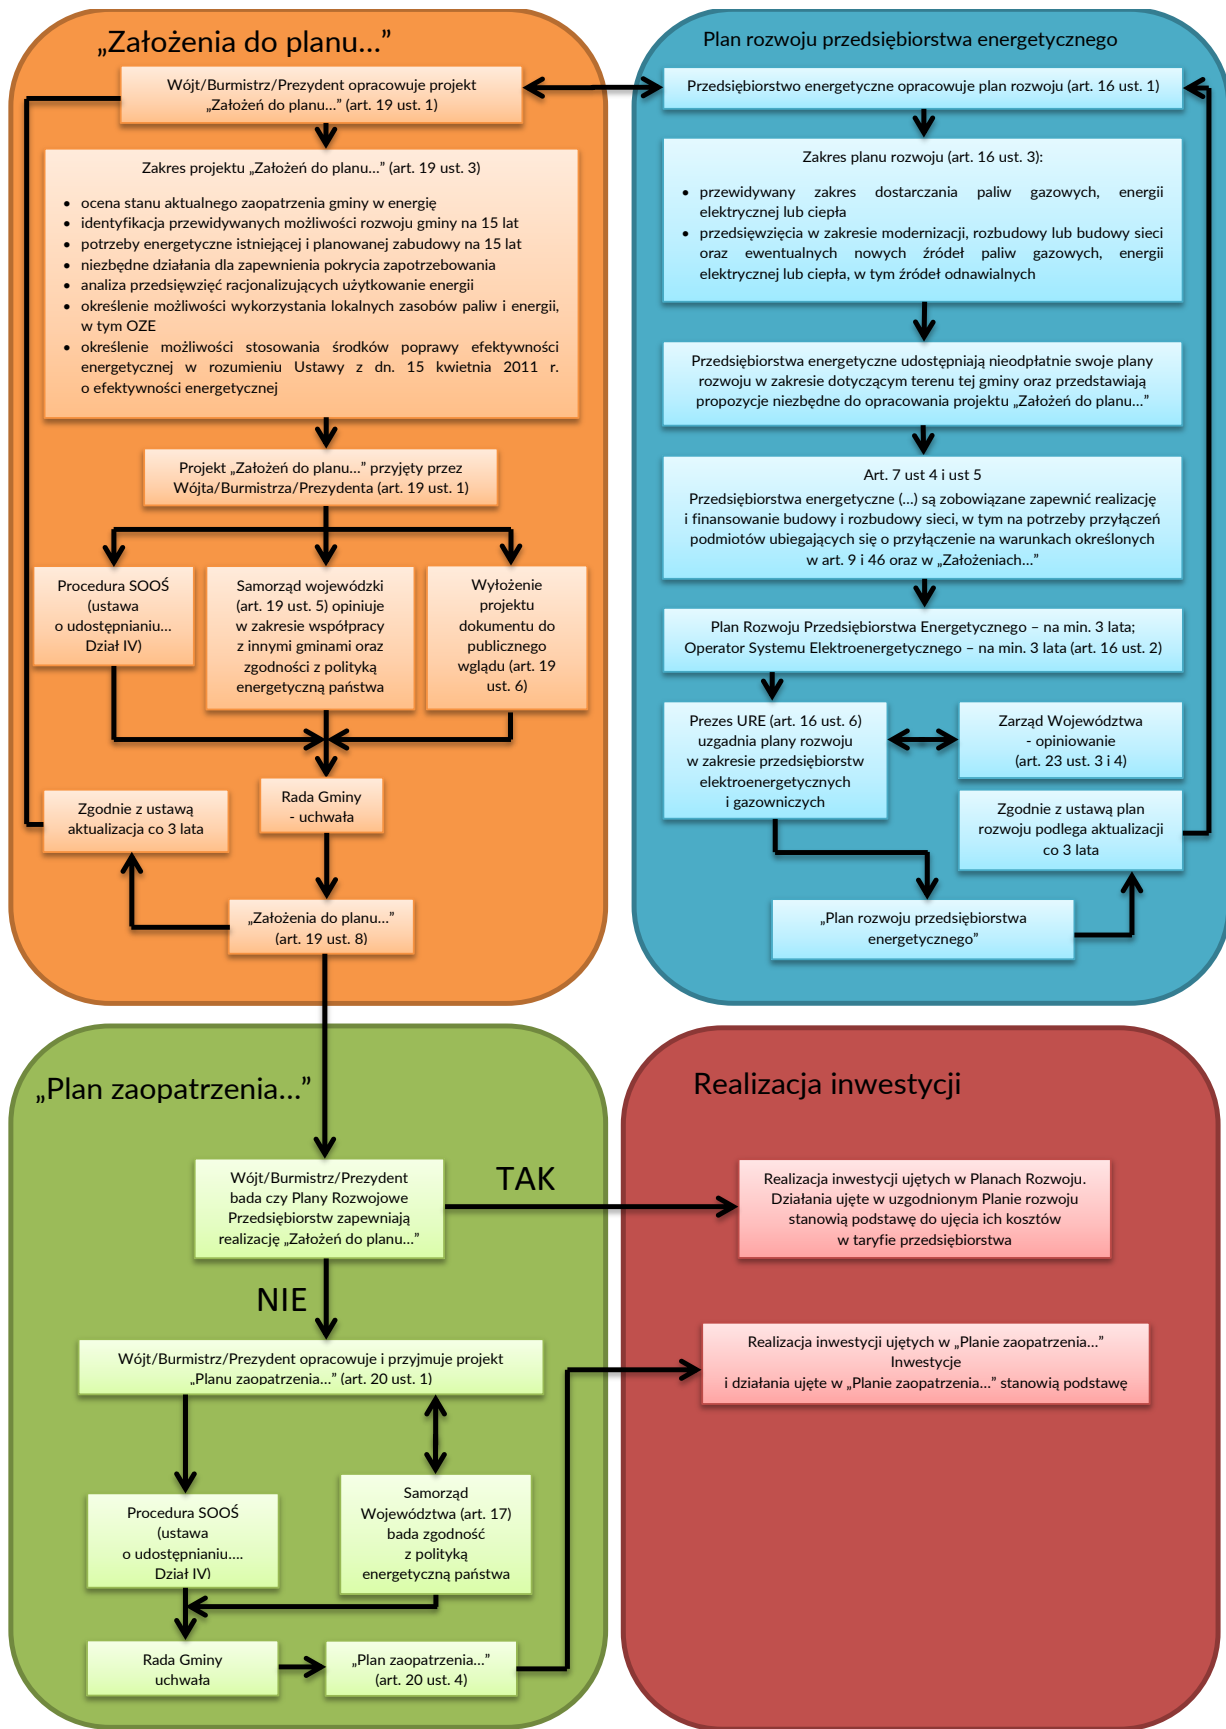 „Założenia do planu...”
Wójt/Burmistrz/Prezydent opracowuje projekt
„Założeń do planu...” (art. 19 ust. 1)
Zakres projektu „Założeń do planu...” (art. 19 ust. 3)
• ocena stanu aktualnego zaopatrzenia gminy w energię
• identyfikacja przewidywanych możliwości rozwoju gminy na 15 lat
• potrzeby energetyczne istniejącej i planowanej zabudowy na 15 lat
• niezbędne działania dla zapewnienia pokrycia zapotrzebowania
• analiza przedsięwzięć racjonalizujących użytkowanie energii
• określenie możliwości wykorzystania lokalnych zasobów paliw i energii,
w tym OZE
• określenie możliwości stosowania środków poprawy efektywności
energetycznej w rozumieniu Ustawy z dn. 15 kwietnia 2011 r.
o efektywności energetycznej
Projekt „Założeń do planu...” przyjęty przez
Wójta/Burmistrza/Prezydenta (art. 19 ust. 1)
Procedura SOOŚ
(ustawa
o udostępnianiu...
Dział IV)
Samorząd wojewódzki
(art. 19 ust. 5) opiniuje
w zakresie współpracy
z innymi gminami oraz
zgodności z polityką
energetyczną państwa
Wyłożenie
projektu
dokumentu do
publicznego
wglądu (art. 19
ust. 6)
Rada Gminy
- uchwała
Zgodnie z ustawą
aktualizacja co 3 lata
„Założenia do planu...”
(art. 19 ust. 8)
Plan rozwoju przedsiębiorstwa energetycznego
Przedsiębiorstwo energetyczne opracowuje plan rozwoju (art. 16 ust. 1)
Zakres planu rozwoju (art. 16 ust. 3):
• przewidywany zakres dostarczania paliw gazowych, energii
elektrycznej lub ciepła
• przedsięwzięcia w zakresie modernizacji, rozbudowy lub budowy sieci
oraz ewentualnych nowych źródeł paliw gazowych, energii
elektrycznej lub ciepła, w tym źródeł odnawialnych
Przedsiębiorstwa energetyczne udostępniają nieodpłatnie swoje plany
rozwoju w zakresie dotyczącym terenu tej gminy oraz przedstawiają
propozycje niezbędne do opracowania projektu „Założeń do planu...”
Art. 7 ust 4 i ust 5
Przedsiębiorstwa energetyczne (...) są zobowiązane zapewnić realizację
i finansowanie budowy i rozbudowy sieci, w tym na potrzeby przyłączeń
podmiotów ubiegających się o przyłączenie na warunkach określonych
w art. 9 i 46 oraz w „Założeniach...”
Plan Rozwoju Przedsiębiorstwa Energetycznego – na min. 3 lata;
Operator Systemu Elektroenergetycznego – na min. 3 lata (art. 16 ust. 2)
Prezes URE (art. 16 ust. 6)
uzgadnia plany rozwoju
w zakresie przedsiębiorstw
elektroenergetycznych
i gazowniczych
Zarząd Województwa
- opiniowanie
(art. 23 ust. 3 i 4)
Zgodnie z ustawą plan
rozwoju podlega aktualizacji
co 3 lata
„Plan rozwoju przedsiębiorstwa
energetycznego”
„Plan zaopatrzenia...”
Wójt/Burmistrz/Prezydent
bada czy Plany Rozwojowe
Przedsiębiorstw zapewniają
realizację „Założeń do planu...”
TAK
NIE
Wójt/Burmistrz/Prezydent opracowuje i przyjmuje projekt
„Planu zaopatrzenia...” (art. 20 ust. 1)
Procedura SOOŚ
(ustawa
o udostępnianiu....
Dział IV)
Samorząd
Województwa (art. 17)
bada zgodność
z polityką
energetyczną państwa
Rada Gminy
uchwała
„Plan zaopatrzenia...”
(art. 20 ust. 4)
Realizacja inwestycji
Realizacja inwestycji ujętych w Planach Rozwoju.
Działania ujęte w uzgodnionym Planie rozwoju
stanowią podstawę do ujęcia ich kosztów
w taryfie przedsiębiorstwa
Realizacja inwestycji ujętych w „Planie zaopatrzenia...”
Inwestycje
i działania ujęte w „Planie zaopatrzenia...” stanowią podstawę